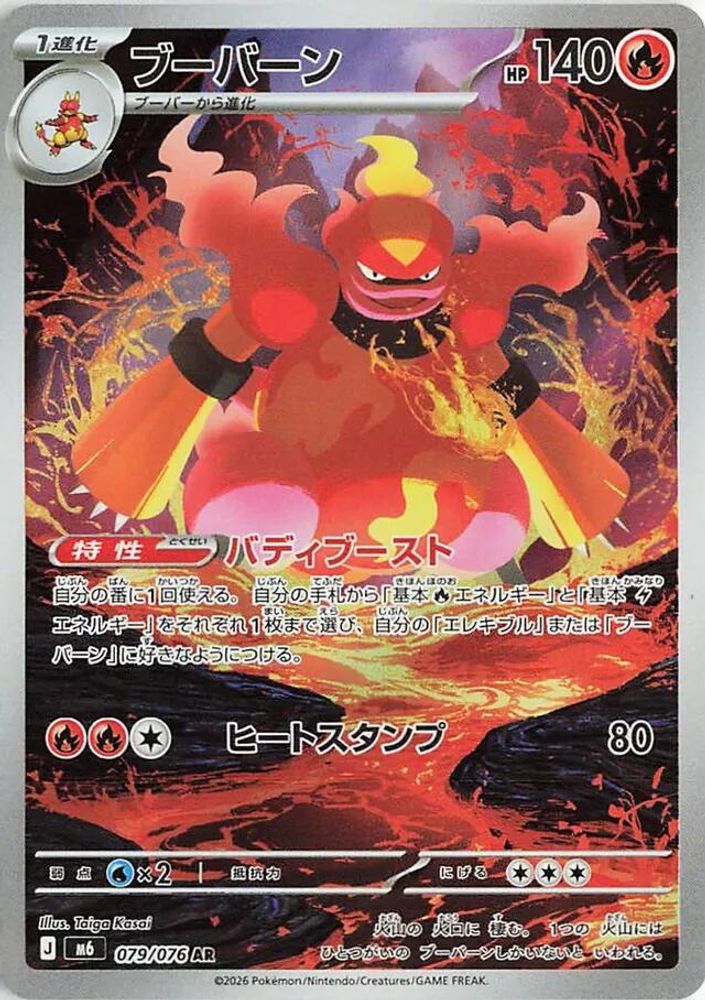 1進化
ブーバーン
HP140
ブーバーから進化
特性
とくせい
バディブースト
自分の番に1回使える。自分の手札から「基本🔥エネルギー」と「基本⚡
エネルギー」をそれぞれ1枚まで選び、自分の「エレキブル」または「ブー
バーン」に好きなようにつける。
ヒートスタンプ 80
弱点 ×2 抵抗力 にげる
Illus. Taiga Kasai
火山の 火口に 棲む。 1つの 火山には
ひとつがいの ブーバーンしかいないと いわれる。
J M6 079/076 AR
©2026 Pokémon/Nintendo/Creatures/GAME FREAK.